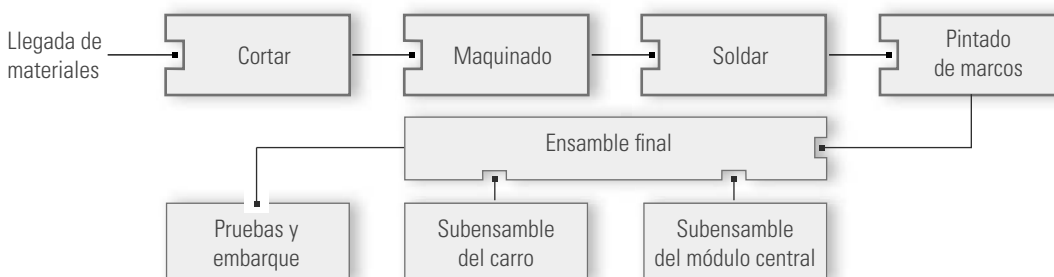 Llegada de
materiales
Cortar
Maquinado
Soldar
Pintado
de marcos
Ensamble final
Pruebas y
embarque
Subensamble
del carro
Subensamble
del módulo central